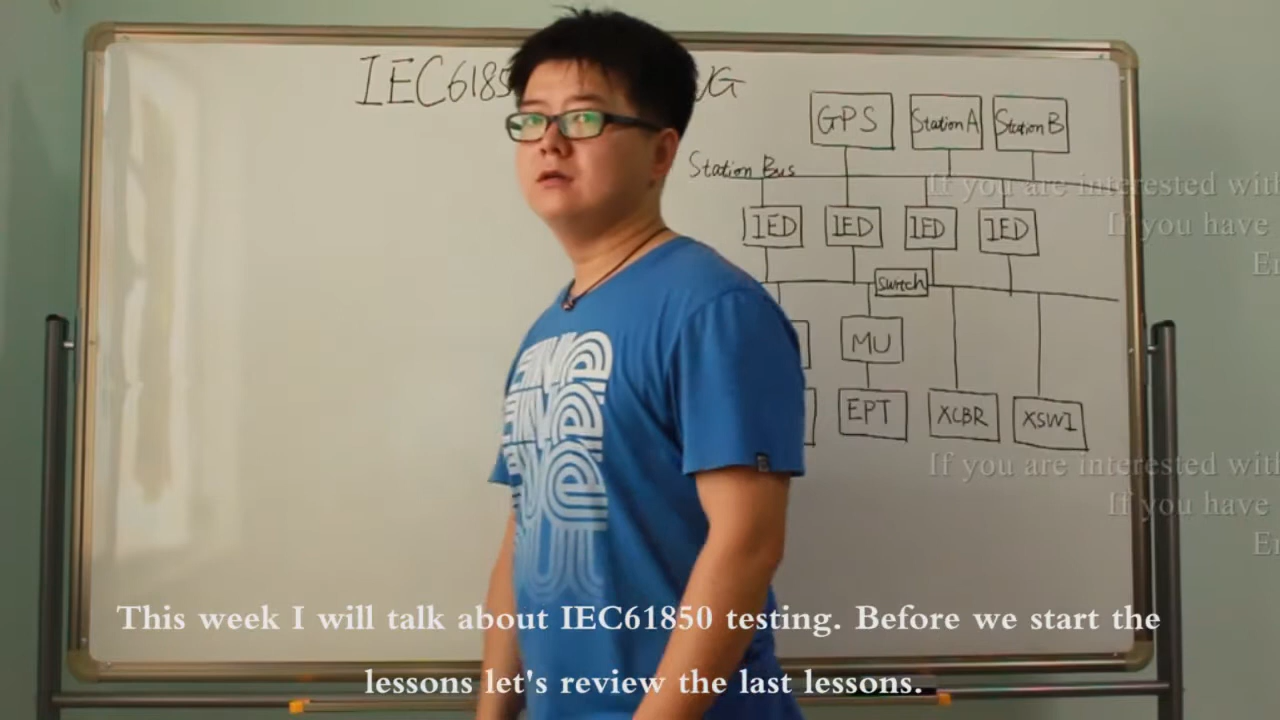 IEC6185
GPS
Station A
Station B
Station Bus
IED
IED
IED
IED
Switch
MU
EPT
XCBR
XSWI
If you are interested with
If you have
If you are interested with
If you have
This week I will talk about IEC61850 testing. Before we start the
lessons let's review the last lessons.